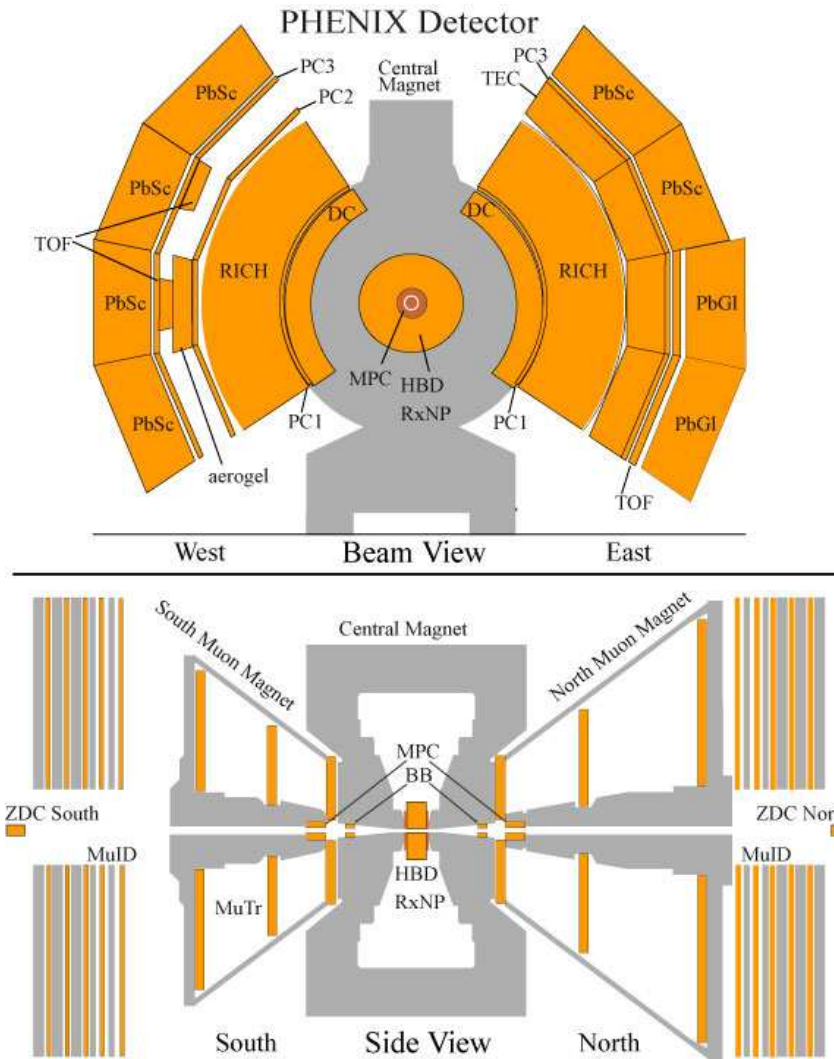 PHENIX Detector
PC3
Central
Magnet
PC3
TEC
PbSc
PbSc
PC2
PbSc
PbSc
DC
DC
TOF
RICH
RICH
PbSc
PbGl
PbSc
MPC
HBD
RxNP
PC1
PC1
PbGl
aerogel
TOF
West
Beam View
East
South Muon Magnet
Central Magnet
North Muon Magnet
MPC
BB
ZDC South
ZDC Nor
MuID
MuID
HBD
RxNP
MuTr
South
Side View
North